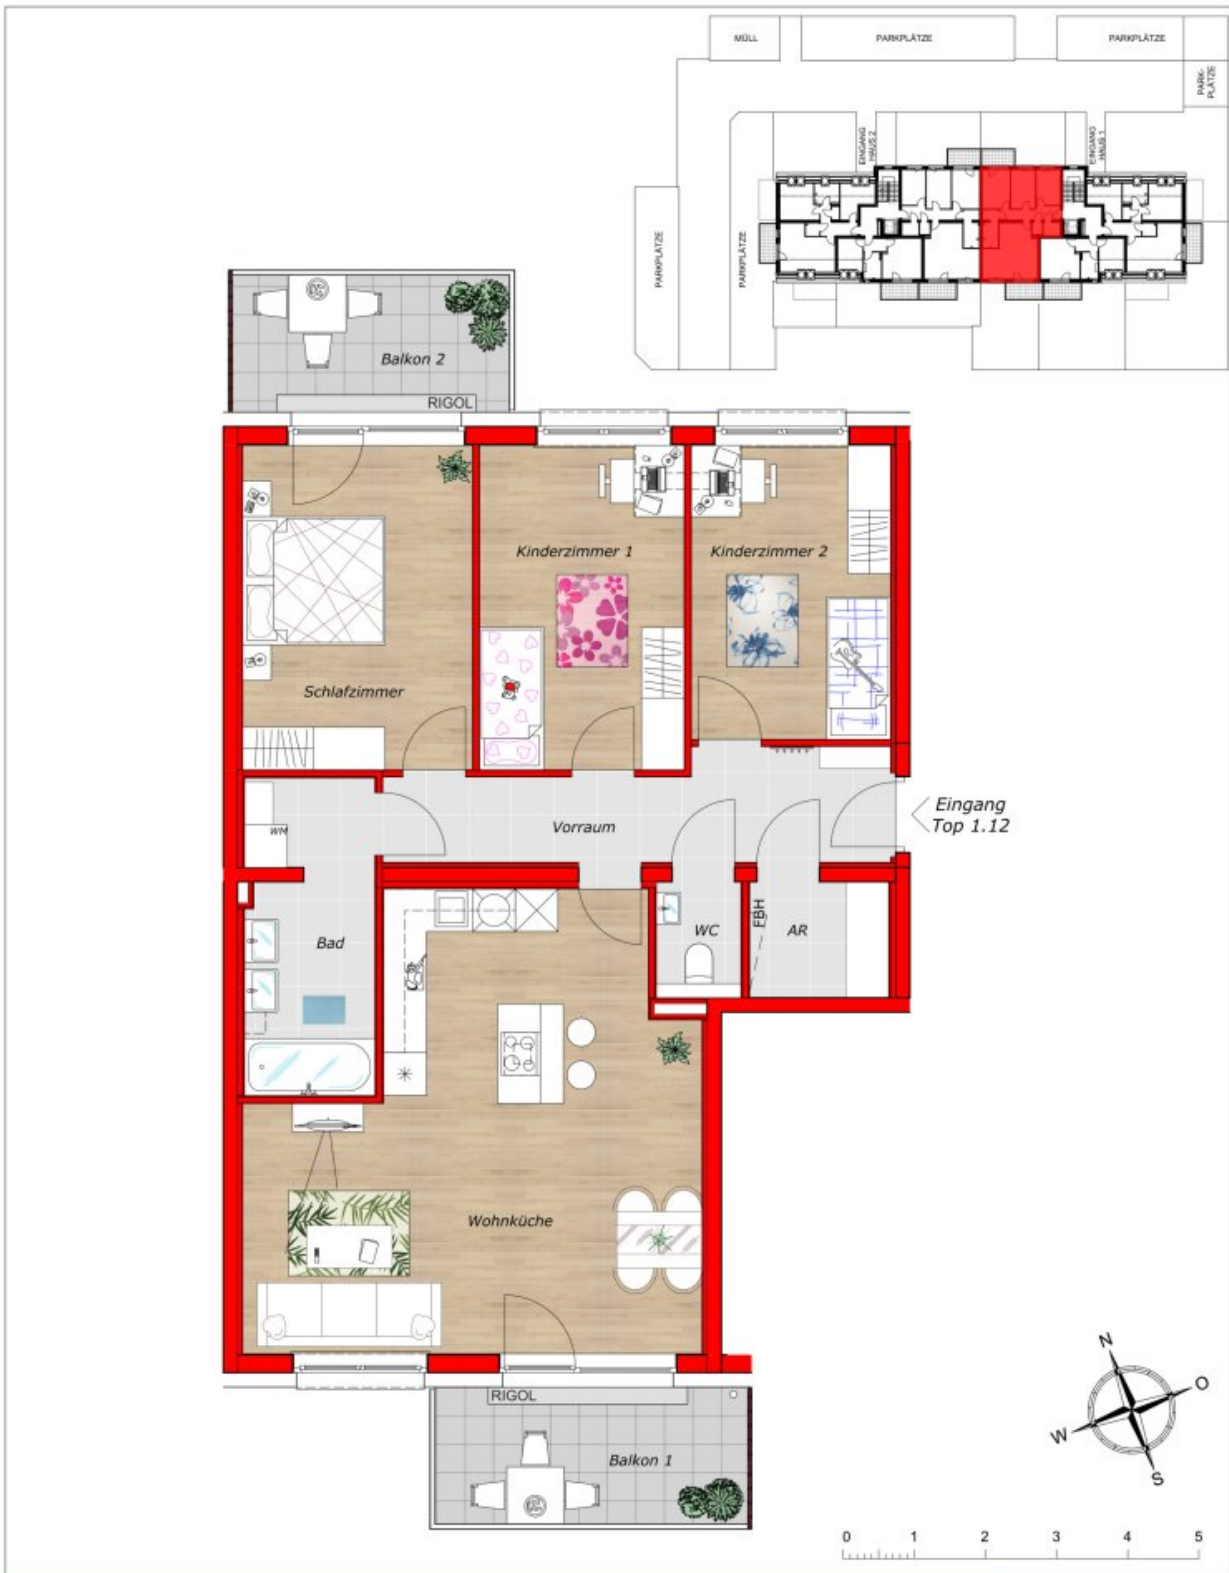 MÜLL
PARKPLÄTZE
PARKPLÄTZE
PARK-
PLÄTZE
EINGANG
HAUS 2
EINGANG
HAUS 1
PARKPLÄTZE
PARKPLÄTZE
Balkon 2
RIGOL
Kinderzimmer 1
Kinderzimmer 2
Schlafzimmer
Eingang
Top 1.12
Vorraum
WM
Bad
WC
FBH
AR
Wohnküche
RIGOL
Balkon 1
N
O
W
S
0 1 2 3 4 5